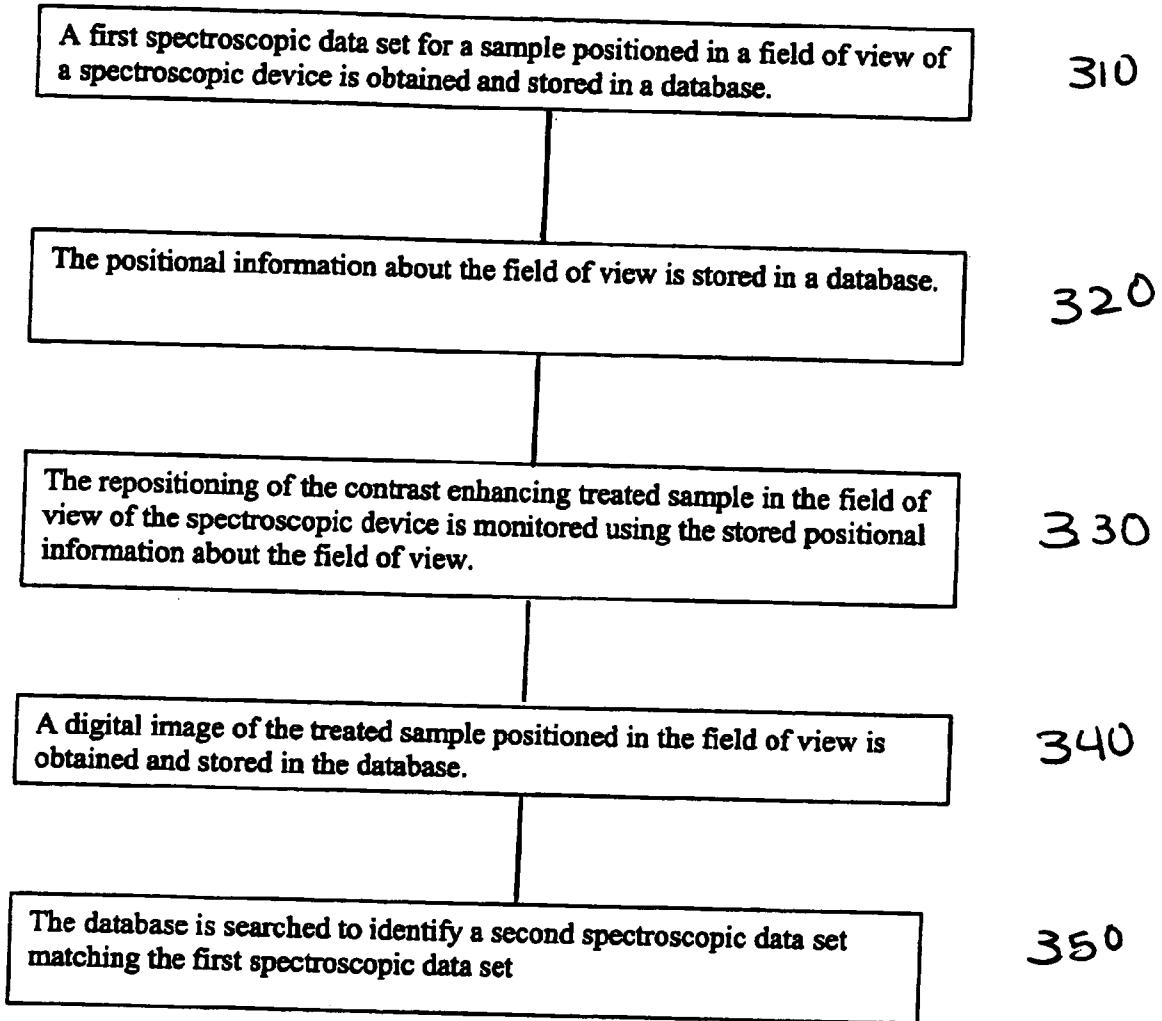 A first spectroscopic data set for a sample positioned in a field of view of
a spectroscopic device is obtained and stored in a database.
310
The positional information about the field of view is stored in a database.
320
The repositioning of the contrast enhancing treated sample in the field of
view of the spectroscopic device is monitored using the stored positional
information about the field of view.
330
A digital image of the treated sample positioned in the field of view is
obtained and stored in the database.
340
The database is searched to identify a second spectroscopic data set
matching the first spectroscopic data set
350